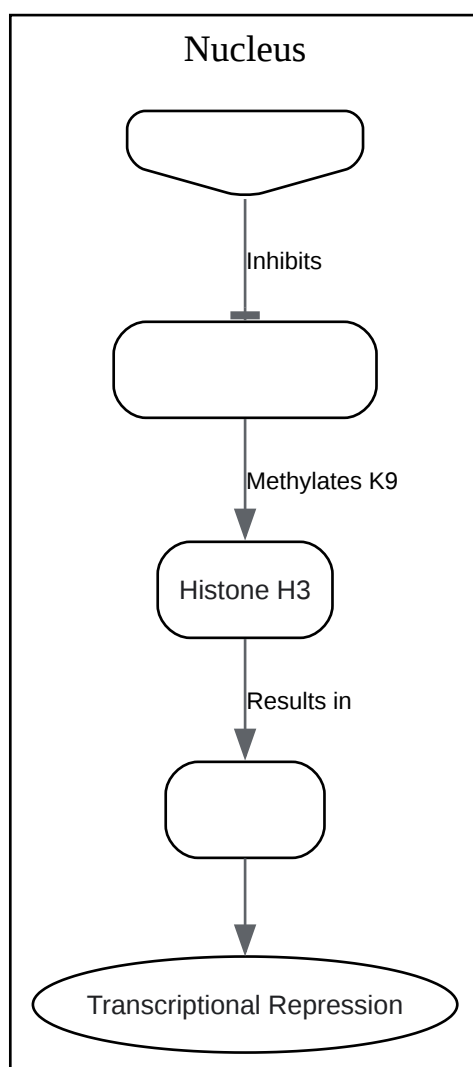 Nucleus
Inhibits
Methylates K9
Histone H3
Results in
Transcriptional Repression